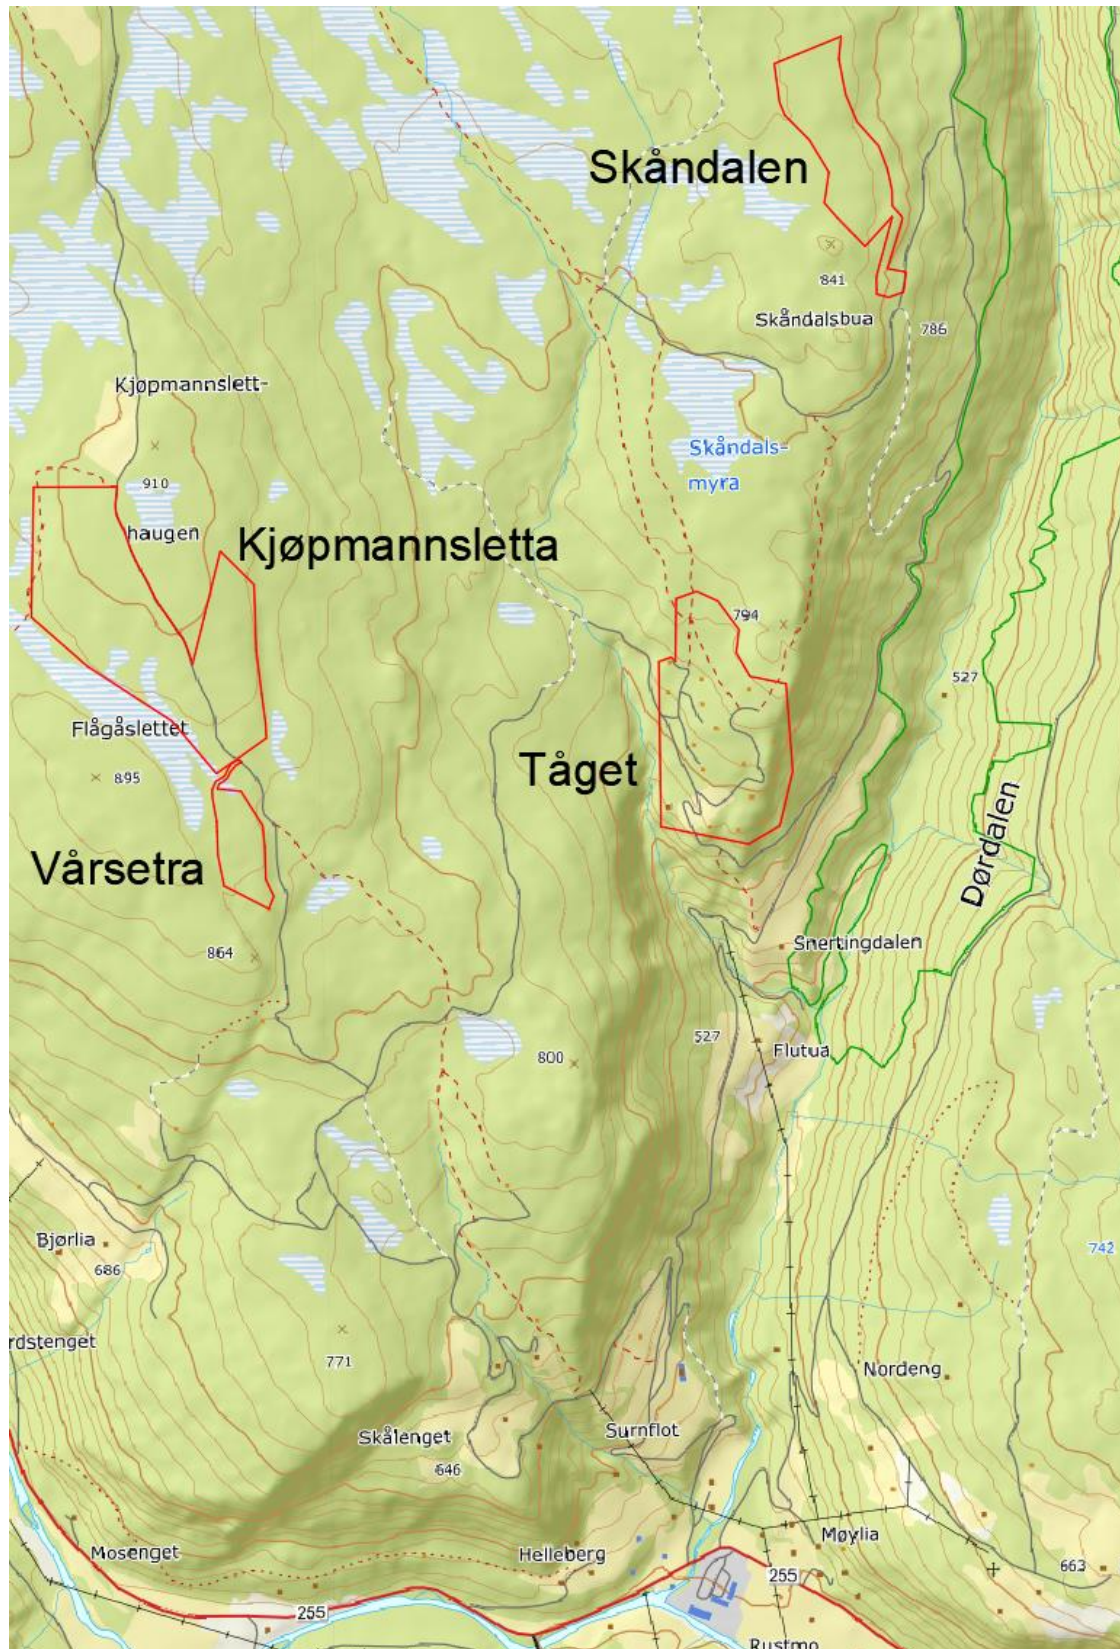 Skåndalen
841
Skåndalsbua
786
Kjøpmannslett-
Skåndals-
myra
910
haugen
Kjøpmannsletta
794
527
Flågåslettet
895
Tåget
Dørdalen
Vårsetra
864
Snertingdalen
527
Flutua
800
Bjørlia
686
742
rdstenget
771
Nordeng
Skålenget
Surnflot
646
Møylia
Mosenget
Helleberg
255
663
255
Rustmo